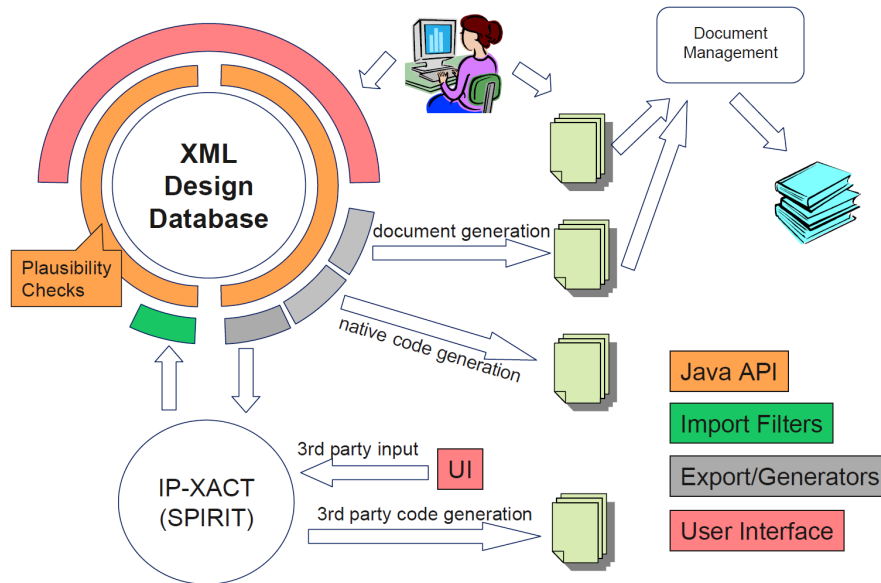 Document
Management
XML
Design
Database
document generation
Plausibility
Checks
native code generation
Java API
Import Filters
3rd party input
UI
IP-XACT
(SPIRIT)
Export/Generators
3rd party code generation
User Interface